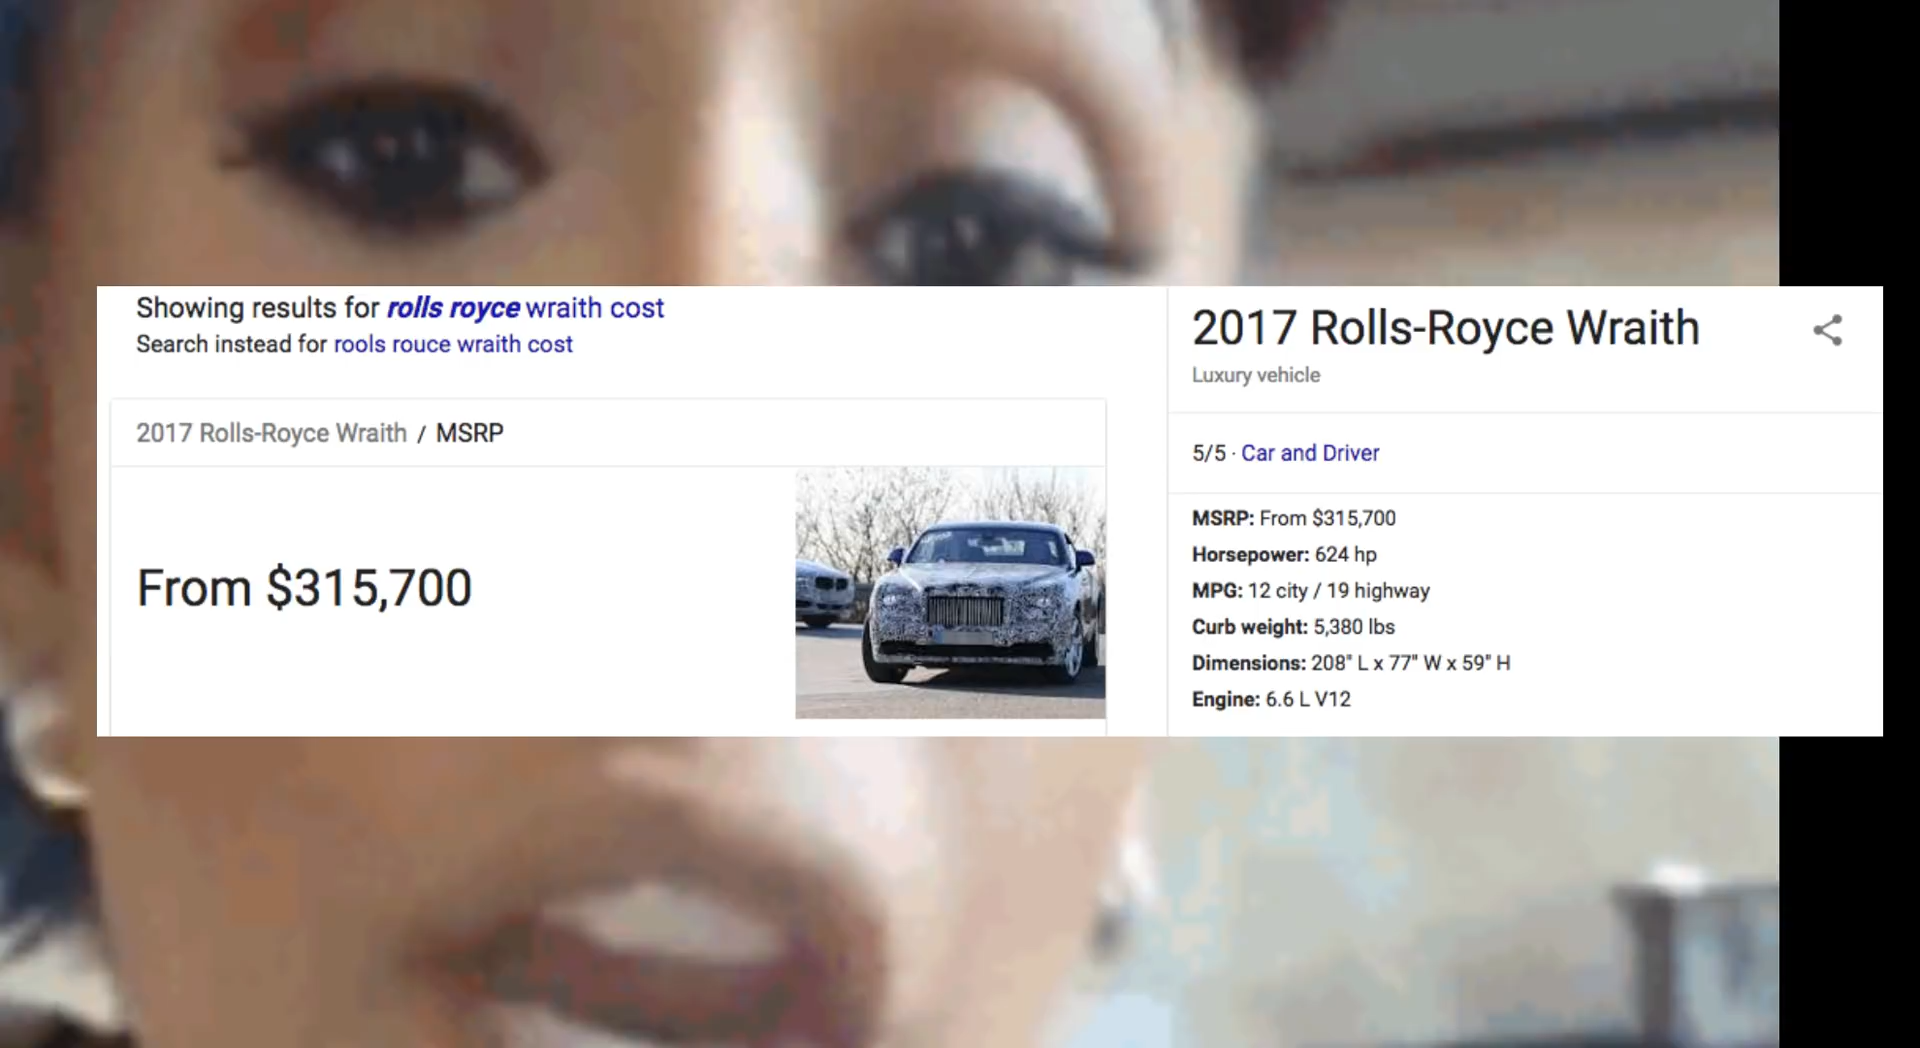 Showing results for rolls royce wraith cost
Search instead for rools rouce wraith cost
2017 Rolls-Royce Wraith / MSRP
From $315,700
2017 Rolls-Royce Wraith
Luxury vehicle
5/5 · Car and Driver
MSRP: From $315,700
Horsepower: 624 hp
MPG: 12 city / 19 highway
Curb weight: 5,380 lbs
Dimensions: 208" L x 77" W x 59" H
Engine: 6.6 L V12